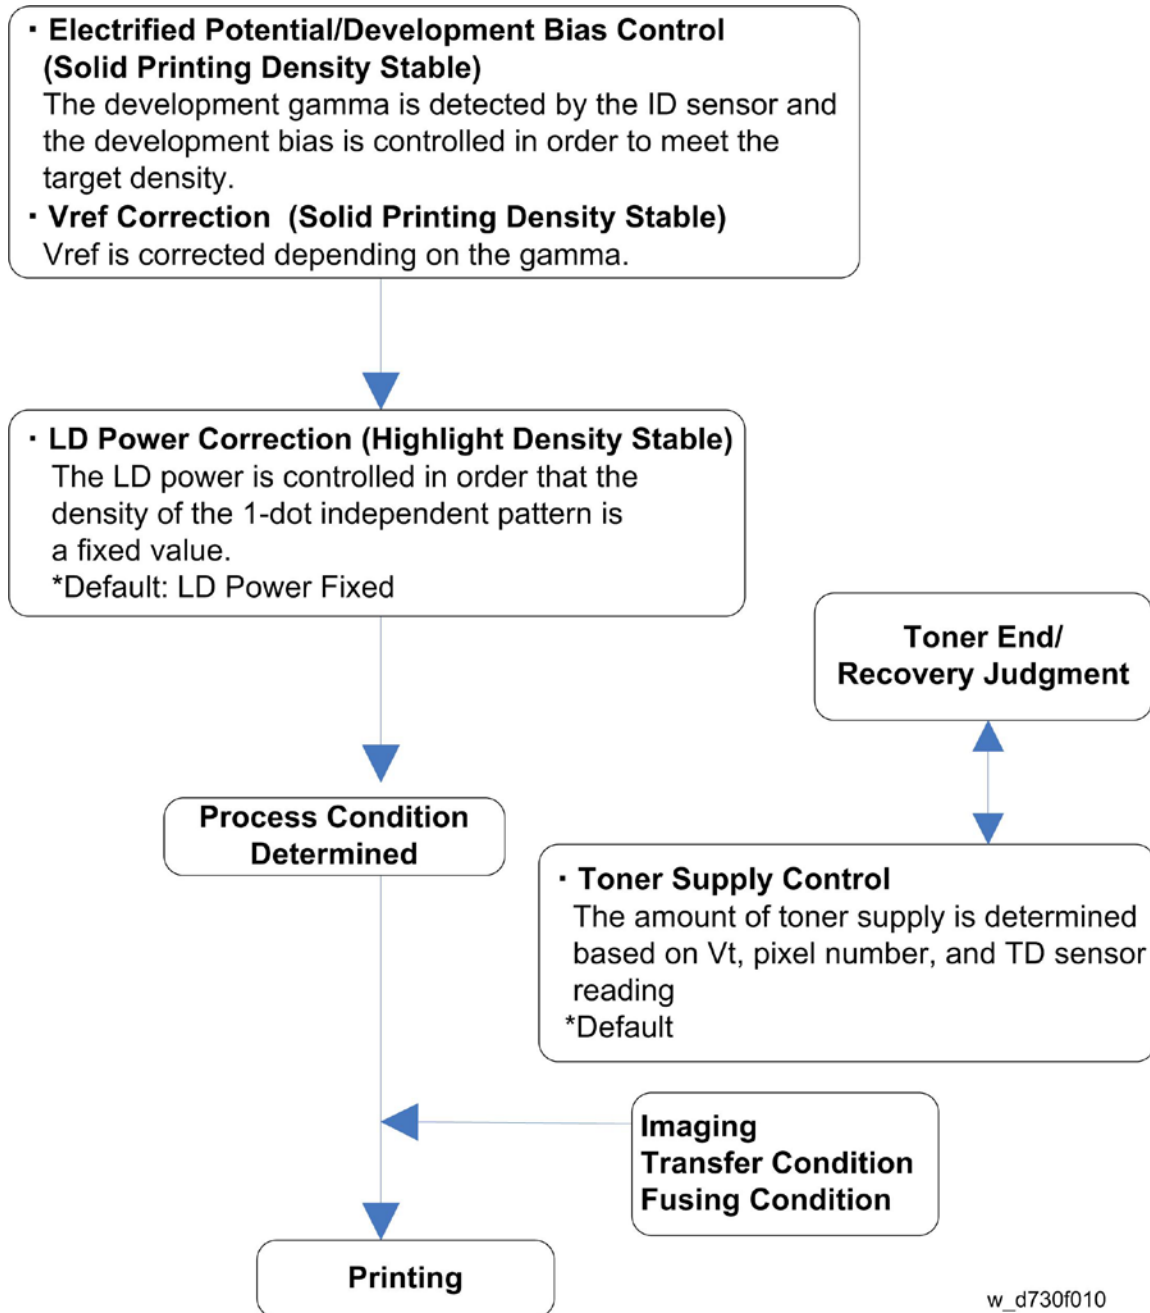 · Electrified Potential/Development Bias Control
(Solid Printing Density Stable)
The development gamma is detected by the ID sensor and
the development bias is controlled in order to meet the
target density.
· Vref Correction (Solid Printing Density Stable)
Vref is corrected depending on the gamma.
· LD Power Correction (Highlight Density Stable)
The LD power is controlled in order that the
density of the 1-dot independent pattern is
a fixed value.
*Default: LD Power Fixed
Toner End/
Recovery Judgment
Process Condition
Determined
· Toner Supply Control
The amount of toner supply is determined
based on Vt, pixel number, and TD sensor
reading
*Default
Imaging
Transfer Condition
Fusing Condition
Printing
w_d730f010